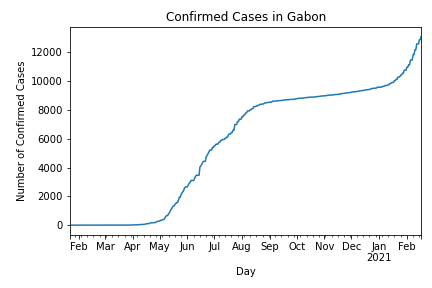 Confirmed Cases in Gabon
12000
10000
8000
6000
4000
2000
0
Number of Confirmed Cases
Feb Mar Apr May Jun Jul Aug Sep Oct Nov Dec Jan Feb
2021
Day